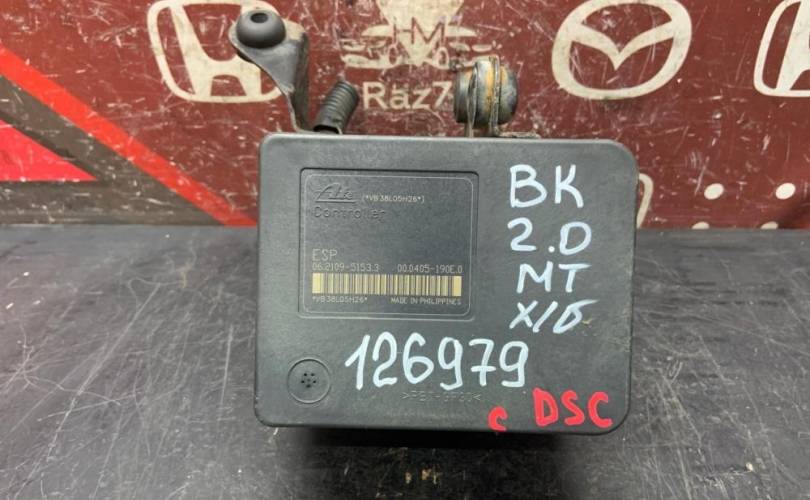 HM
Raz7
Ate (*VB38L05H26*)
Controller
ESP
06.2109-5153.3 00.0405-190E.0
*VB38L05H26* MADE IN PHILIPPINES
BK
2.0
MT
Х/Б
126979
с DSC